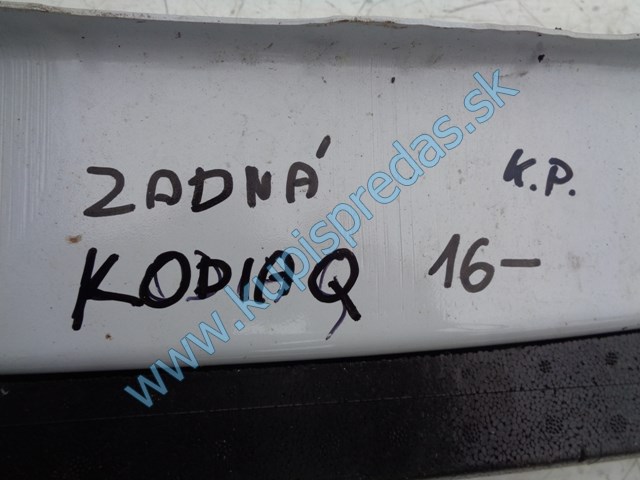 ZADNÁ K.P.
KODIAQ 16-
www.kupispredas.sk